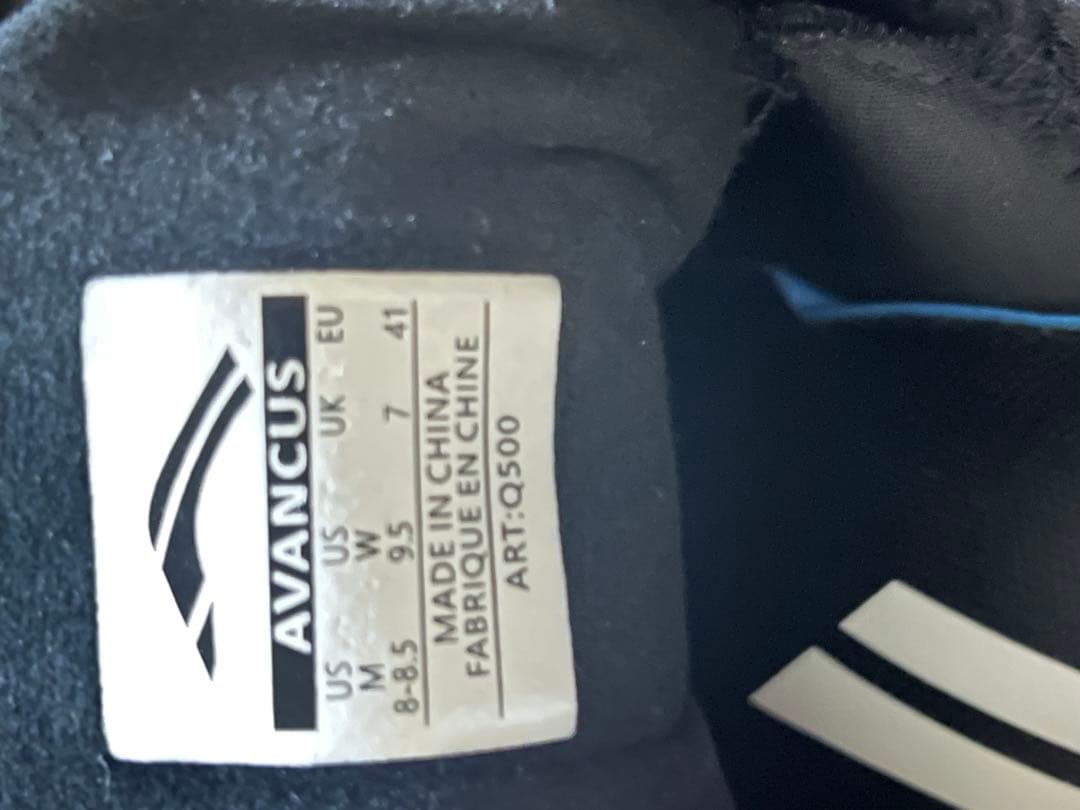 AVANCUS
US US UK EU
M W
8-8.5 9.5 7 41
MADE IN CHINA
FABRIQUE EN CHINE
ART:Q500